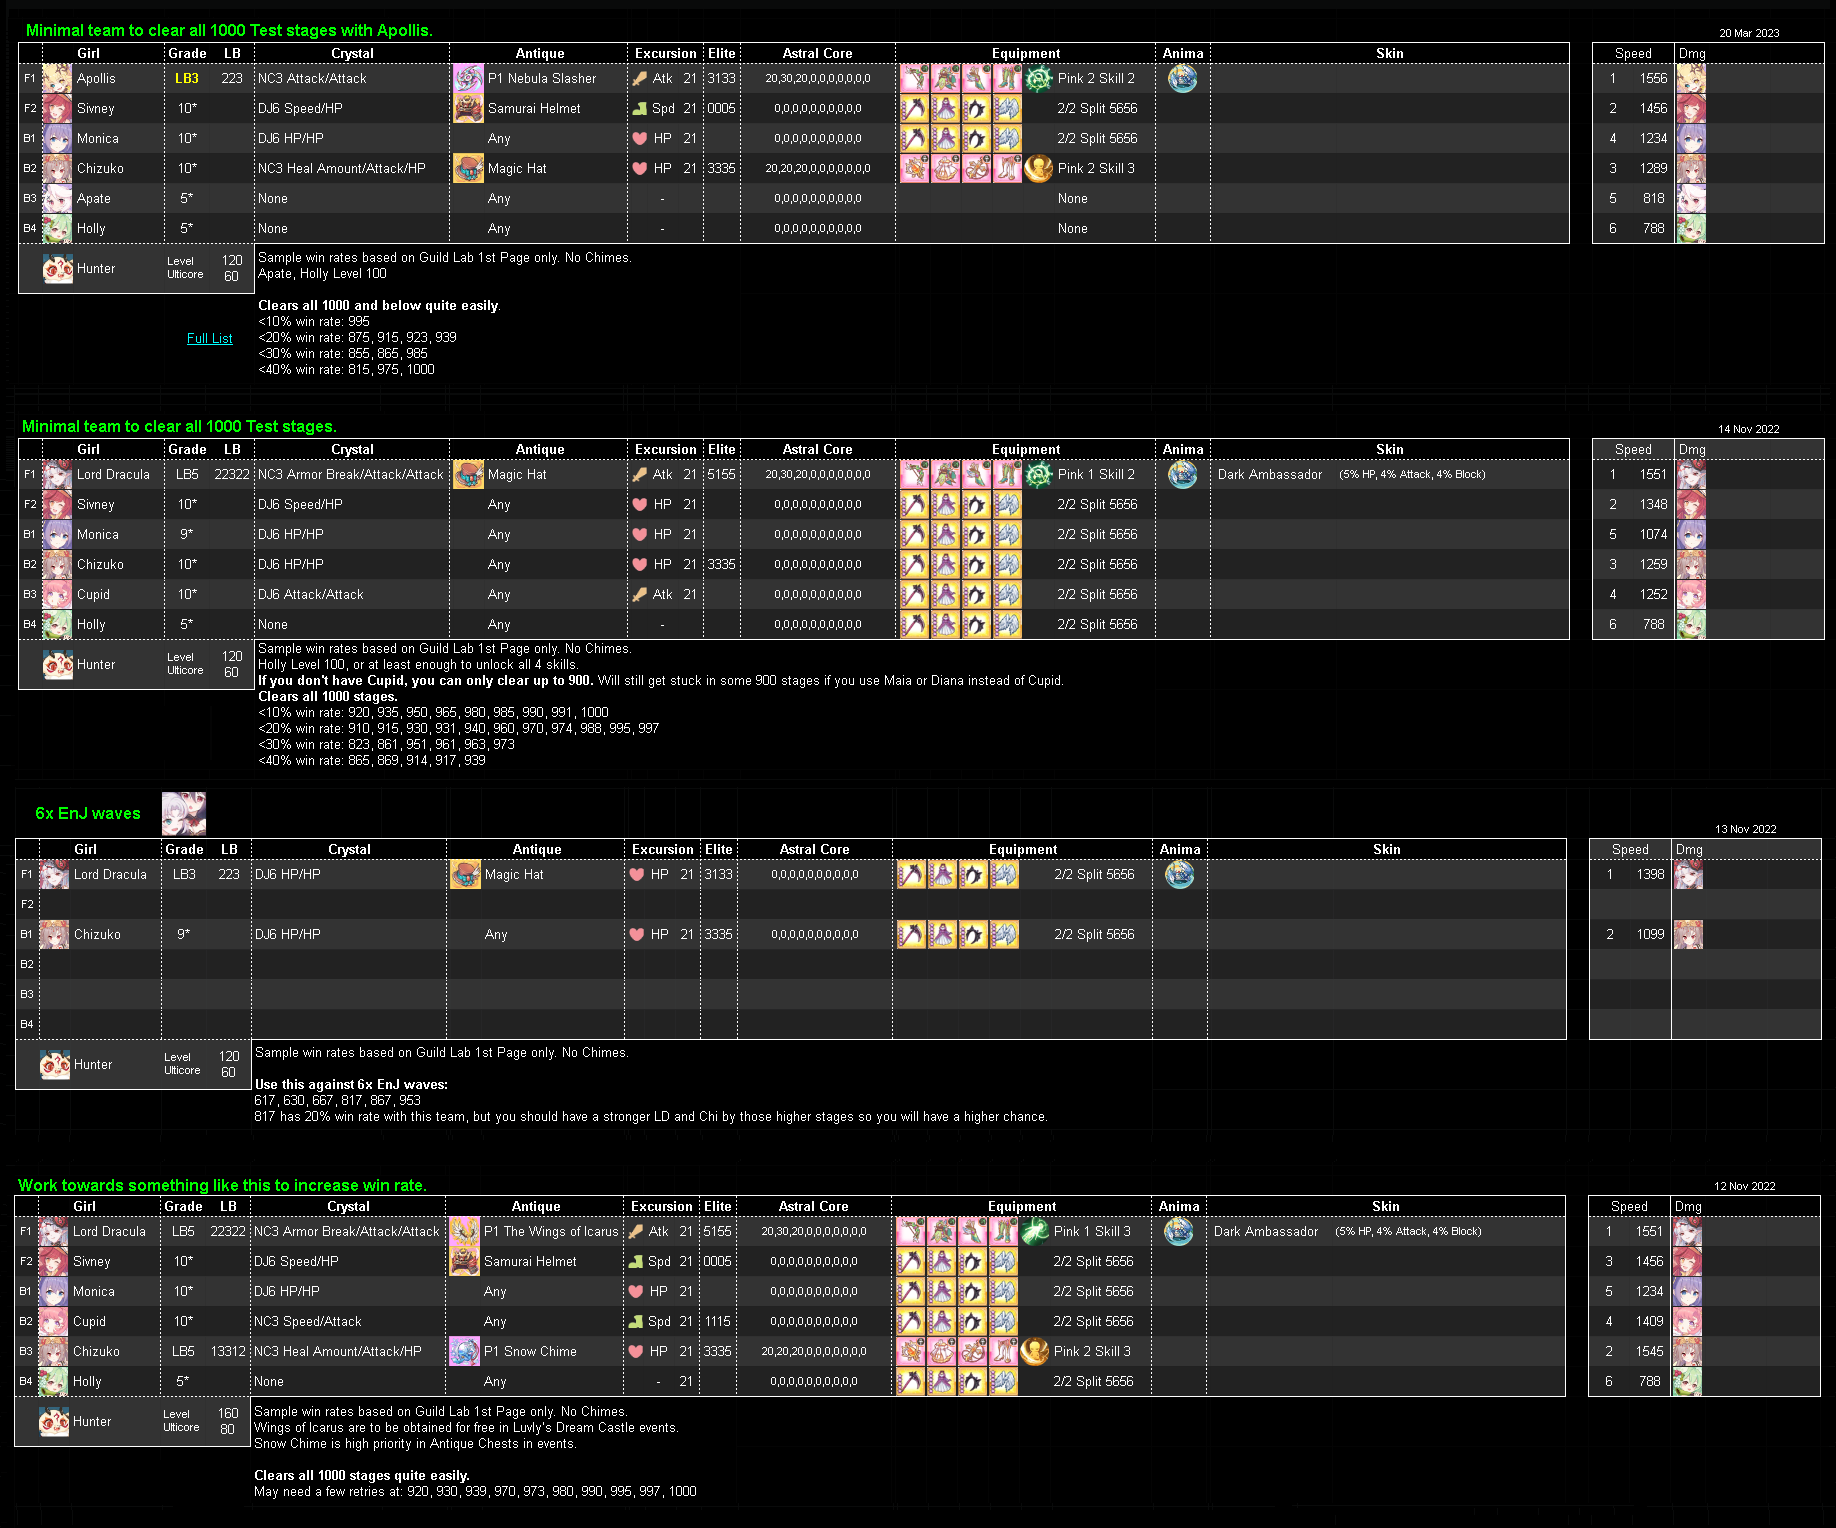 Minimal team to clear all 1000 Test stages with Apollis.
20 Mar 2023
Girl Grade LB Crystal Antique Excursion Elite Astral Core Equipment Anima Skin Speed Dmg
F1 Apollis LB3 223 NC3 Attack/Attack P1 Nebula Slasher Atk 21 3133 20,30,20,0,0,0,0,0,0,0 Pink 2 Skill 2 1 1556
F2 Sivney 10* DJ6 Speed/HP Samurai Helmet Spd 21 0005 0,0,0,0,0,0,0,0,0,0 2/2 Split 5656 2 1456
B1 Monica 10* DJ6 HP/HP Any HP 21 0,0,0,0,0,0,0,0,0,0 2/2 Split 5656 4 1234
B2 Chizuko 10* NC3 Heal Amount/Attack/HP Magic Hat HP 21 3335 20,20,20,0,0,0,0,0,0,0 Pink 2 Skill 3 3 1289
B3 Apate 5* None Any - 0,0,0,0,0,0,0,0,0,0 None 5 818
B4 Holly 5* None Any - 0,0,0,0,0,0,0,0,0,0 None 6 788
Hunter Level 120
Ulticore 60
Sample win rates based on Guild Lab 1st Page only. No Chimes.
Apate, Holly Level 100
Clears all 1000 and below quite easily.
<10% win rate: 995
Full List
<20% win rate: 875, 915, 923, 939
<30% win rate: 855, 865, 985
<40% win rate: 815, 975, 1000
Minimal team to clear all 1000 Test stages.
14 Nov 2022
Girl Grade LB Crystal Antique Excursion Elite Astral Core Equipment Anima Skin Speed Dmg
F1 Lord Dracula LB5 22322 NC3 Armor Break/Attack/Attack Magic Hat Atk 21 5155 20,30,20,0,0,0,0,0,0,0 Pink 1 Skill 2 Dark Ambassador (5% HP, 4% Attack, 4% Block) 1 1551
F2 Sivney 10* DJ6 Speed/HP Any HP 21 0,0,0,0,0,0,0,0,0,0 2/2 Split 5656 2 1348
B1 Monica 9* DJ6 HP/HP Any HP 21 0,0,0,0,0,0,0,0,0,0 2/2 Split 5656 5 1074
B2 Chizuko 10* DJ6 HP/HP Any HP 21 3335 0,0,0,0,0,0,0,0,0,0 2/2 Split 5656 3 1259
B3 Cupid 10* DJ6 Attack/Attack Any Atk 21 0,0,0,0,0,0,0,0,0,0 2/2 Split 5656 4 1252
B4 Holly 5* None Any - 0,0,0,0,0,0,0,0,0,0 2/2 Split 5656 6 788
Hunter Level 120
Ulticore 60
Sample win rates based on Guild Lab 1st Page only. No Chimes.
Holly Level 100, or at least enough to unlock all 4 skills.
If you don't have Cupid, you can only clear up to 900. Will still get stuck in some 900 stages if you use Maia or Diana instead of Cupid.
Clears all 1000 stages.
<10% win rate: 920, 935, 950, 965, 980, 985, 990, 991, 1000
<20% win rate: 910, 915, 930, 931, 940, 960, 970, 974, 988, 995, 997
<30% win rate: 823, 861, 951, 961, 963, 973
<40% win rate: 865, 869, 914, 917, 939
6x EnJ waves
13 Nov 2022
Girl Grade LB Crystal Antique Excursion Elite Astral Core Equipment Anima Skin Speed Dmg
F1 Lord Dracula LB3 223 DJ6 HP/HP Magic Hat HP 21 3133 0,0,0,0,0,0,0,0,0,0 2/2 Split 5656 1 1398
F2
B1 Chizuko 9* DJ6 HP/HP Any HP 21 3335 0,0,0,0,0,0,0,0,0,0 2/2 Split 5656 2 1099
B2
B3
B4
Hunter Level 120
Ulticore 60
Sample win rates based on Guild Lab 1st Page only. No Chimes.
Use this against 6x EnJ waves:
617, 630, 667, 817, 867, 953
817 has 20% win rate with this team, but you should have a stronger LD and Chi by those higher stages so you will have a higher chance.
Work towards something like this to increase win rate.
12 Nov 2022
Girl Grade LB Crystal Antique Excursion Elite Astral Core Equipment Anima Skin Speed Dmg
F1 Lord Dracula LB5 22322 NC3 Armor Break/Attack/Attack P1 The Wings of Icarus Atk 21 5155 20,30,20,0,0,0,0,0,0,0 Pink 1 Skill 3 Dark Ambassador (5% HP, 4% Attack, 4% Block) 1 1551
F2 Sivney 10* DJ6 Speed/HP Samurai Helmet Spd 21 0005 0,0,0,0,0,0,0,0,0,0 2/2 Split 5656 3 1456
B1 Monica 10* DJ6 HP/HP Any HP 21 0,0,0,0,0,0,0,0,0,0 2/2 Split 5656 5 1234
B2 Cupid 10* NC3 Speed/Attack Any Spd 21 1115 0,0,0,0,0,0,0,0,0,0 2/2 Split 5656 4 1409
B3 Chizuko LB5 13312 NC3 Heal Amount/Attack/HP P1 Snow Chime HP 21 3335 20,20,20,0,0,0,0,0,0,0 Pink 2 Skill 3 2 1545
B4 Holly 5* None Any - 21 0,0,0,0,0,0,0,0,0,0 2/2 Split 5656 6 788
Hunter Level 160
Ulticore 80
Sample win rates based on Guild Lab 1st Page only. No Chimes.
Wings of Icarus are to be obtained for free in Luvly's Dream Castle events.
Snow Chime is high priority in Antique Chests in events.
Clears all 1000 stages quite easily.
May need a few retries at: 920, 930, 939, 970, 973, 980, 990, 995, 997, 1000